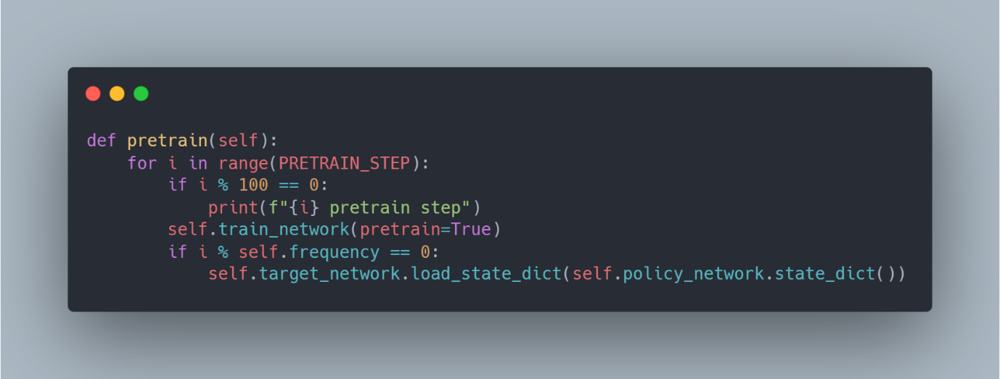 def pretrain(self):
    for i in range(PRETRAIN_STEP):
        if i % 100 == 0:
            print(f"{i} pretrain step")
        self.train_network(pretrain=True)
        if i % self.frequency == 0:
            self.target_network.load_state_dict(self.policy_network.state_dict())